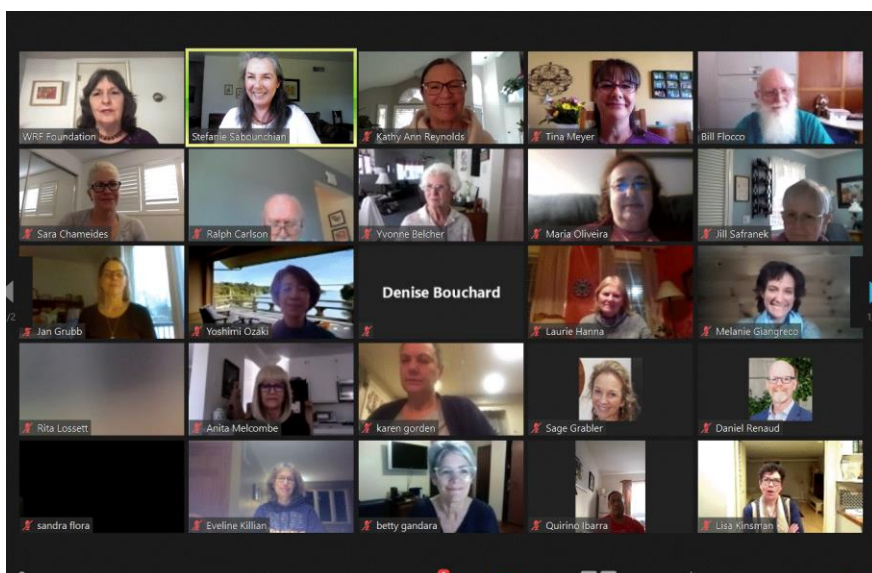 WRF Foundation
Stefanie Sabounchian
Kathy Ann Reynolds
Tina Meyer
Bill Flocco
Sara Chameides
Ralph Carlson
Yvonne Belcher
Maria Oliveira
Jill Safranek
Jan Grubb
Yoshimi Ozaki
Denise Bouchard
Laurie Hanna
Melanie Giangreco
/2
Rita Lossett
Anita Melcombe
karen gorden
Sage Grabler
Daniel Renaud
sandra flora
Eveline Killian
betty gandara
Quirino Ibarra
Lisa Kinsman